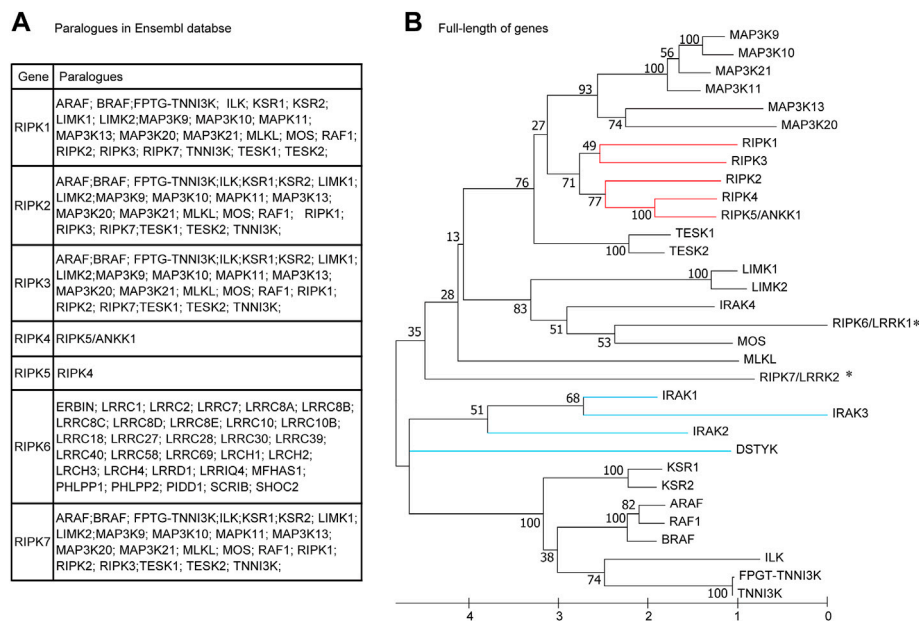 A Paralogues in Ensembl databse
Gene Paralogues
RIPK1
ARAF; BRAF;FPTG-TNNI3K; ILK; KSR1; KSR2;
LIMK1; LIMK2;MAP3K9; MAP3K10; MAPK11;
MAP3K13; MAP3K20; MAP3K21; MLKL; MOS; RAF1;
RIPK2; RIPK3; RIPK7; TNNI3K; TESK1; TESK2;
RIPK2
ARAF;BRAF; FPTG-TNNI3K;ILK;KSR1;KSR2; LIMK1;
LIMK2;MAP3K9; MAP3K10; MAPK11; MAP3K13;
MAP3K20; MAP3K21; MLKL; MOS; RAF1; RIPK1;
RIPK3; RIPK7;TESK1; TESK2; TNNI3K;
RIPK3
ARAF;BRAF; FPTG-TNNI3K;ILK;KSR1;KSR2; LIMK1;
LIMK2;MAP3K9; MAP3K10; MAPK11; MAP3K13;
MAP3K20; MAP3K21; MLKL; MOS; RAF1; RIPK1;
RIPK2; RIPK7;TESK1; TESK2; TNNI3K;
RIPK4 RIPK5/ANKK1
RIPK5 RIPK4
RIPK6
ERBIN; LRRC1; LRRC2; LRRC7; LRRC8A; LRRC8B;
LRRC8C; LRRC8D; LRRC8E; LRRC10; LRRC10B;
LRRC18; LRRC27; LRRC28; LRRC30; LRRC39;
LRRC40; LRRC58; LRRC69; LRCH1; LRCH2;
LRCH3; LRCH4; LRRD1; LRRIQ4; MFHAS1;
PHLPP1; PHLPP2; PIDD1; SCRIB; SHOC2
RIPK7
ARAF;BRAF; FPTG-TNNI3K;ILK;KSR1;KSR2; LIMK1;
LIMK2;MAP3K9; MAP3K10; MAPK11; MAP3K13;
MAP3K20; MAP3K21; MLKL; MOS; RAF1; RIPK1;
RIPK2; RIPK3;TESK1; TESK2; TNNI3K;
B Full-length of genes
MAP3K9
100
MAP3K10
56
100
MAP3K21
MAP3K11
93
MAP3K13
74
MAP3K20
27
49
RIPK1
RIPK3
71
RIPK2
77
RIPK4
100
RIPK5/ANKK1
76
TESK1
100
TESK2
13
LIMK1
100
LIMK2
28
83
IRAK4
51
RIPK6/LRRK1*
53
MOS
35
MLKL
RIPK7/LRRK2 *
IRAK1
68
51
IRAK3
IRAK2
DSTYK
KSR1
100
KSR2
100
82
ARAF
100
RAF1
BRAF
38
ILK
74
FPGT-TNNI3K
100
TNNI3K
4 3 2 1 0